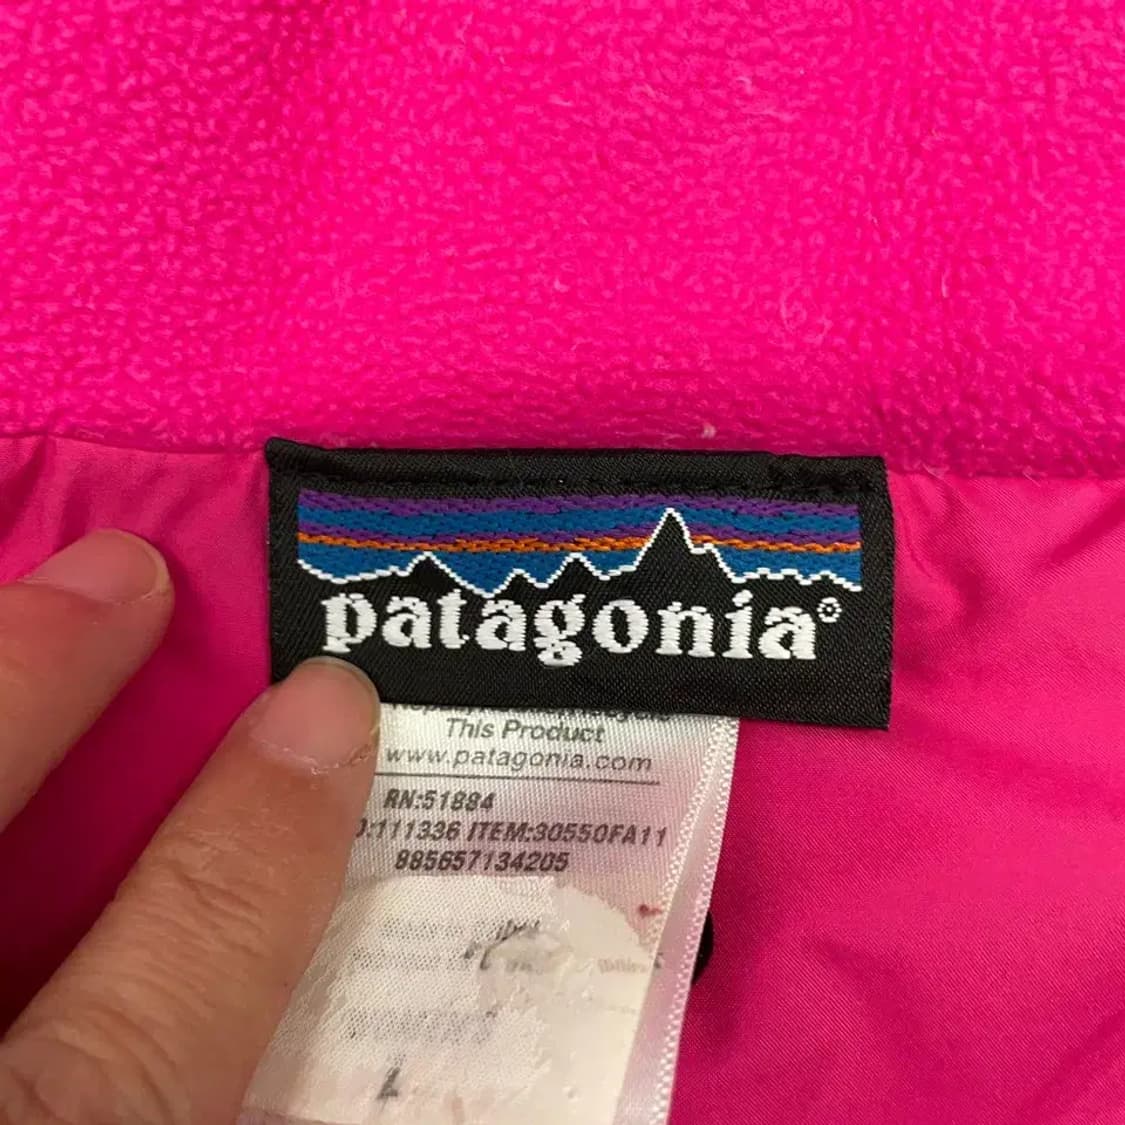 patagonia®
This Product
www.patagonia.com
RN:51884
:111336 ITEM:30550FA11
885657134205